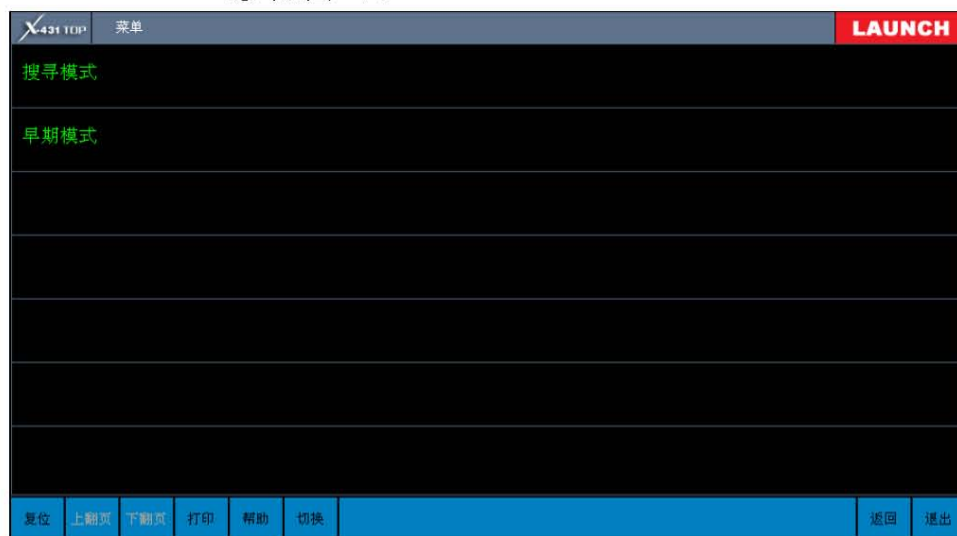 X-431 TOP 菜单 LAUNCH
搜寻模式
早期模式
复位 上翻页 下翻页 打印 帮助 切换 返回 退出